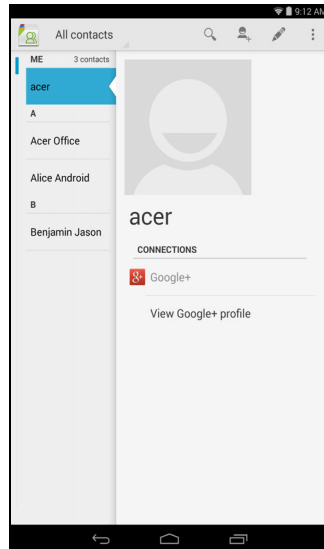 9:12 AM
All contacts
ME 3 contacts
acer
A
Acer Office
Alice Android
B
Benjamin Jason
acer
CONNECTIONS
g+ Google+
View Google+ profile